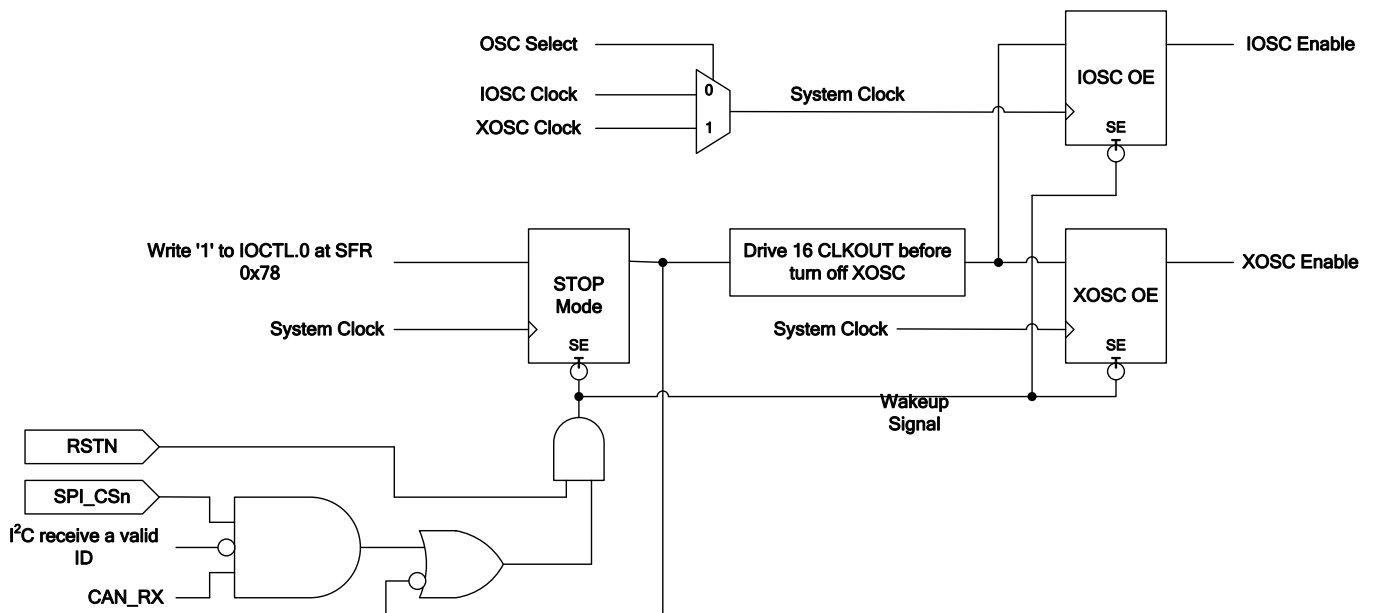 OSC Select
IOSC Clock
XOSC Clock
0
1
System Clock
IOSC OE
SE
IOSC Enable
Write '1' to IOCTL.0 at SFR
0x78
System Clock
STOP
Mode
SE
Drive 16 CLKOUT before
turn off XOSC
System Clock
XOSC OE
SE
XOSC Enable
Wakeup
Signal
RSTN
SPI_CSn
I²C receive a valid
ID
CAN_RX